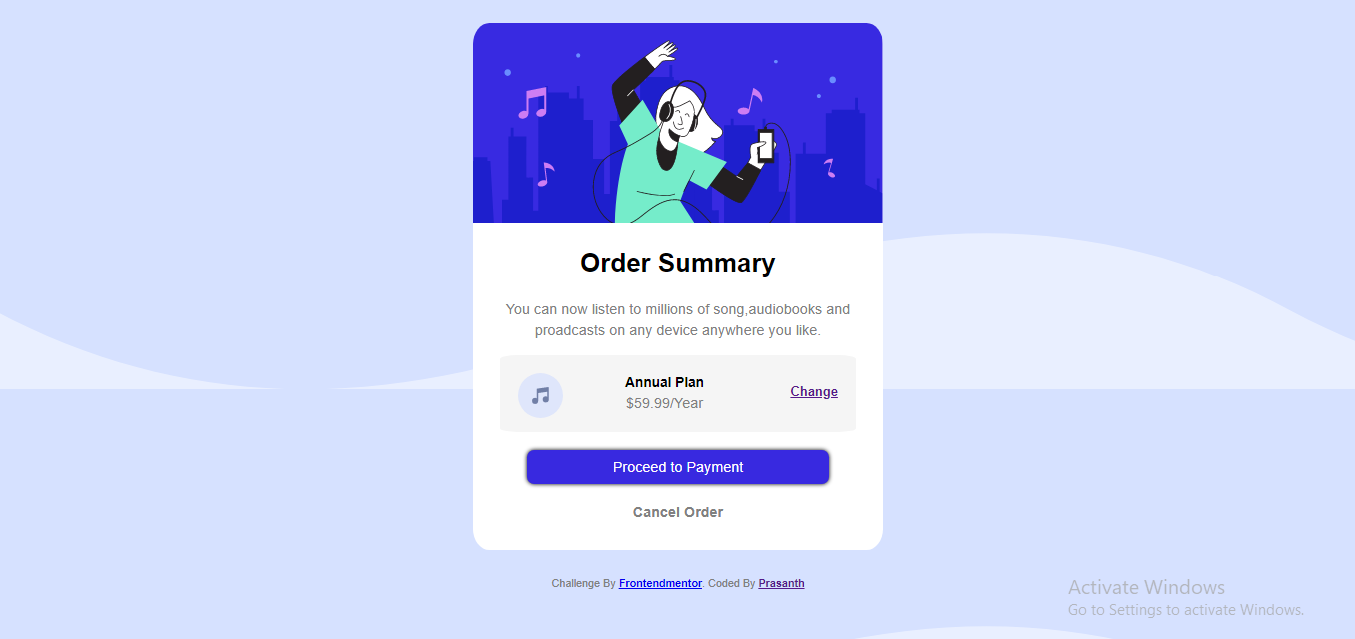 Order Summary
You can now listen to millions of song,audiobooks and
proadcasts on any device anywhere you like.
Annual Plan
$59.99/Year
Change
Proceed to Payment
Cancel Order
Challenge By Frontendmentor. Coded By Prasanth
Activate Windows
Go to Settings to activate Windows.